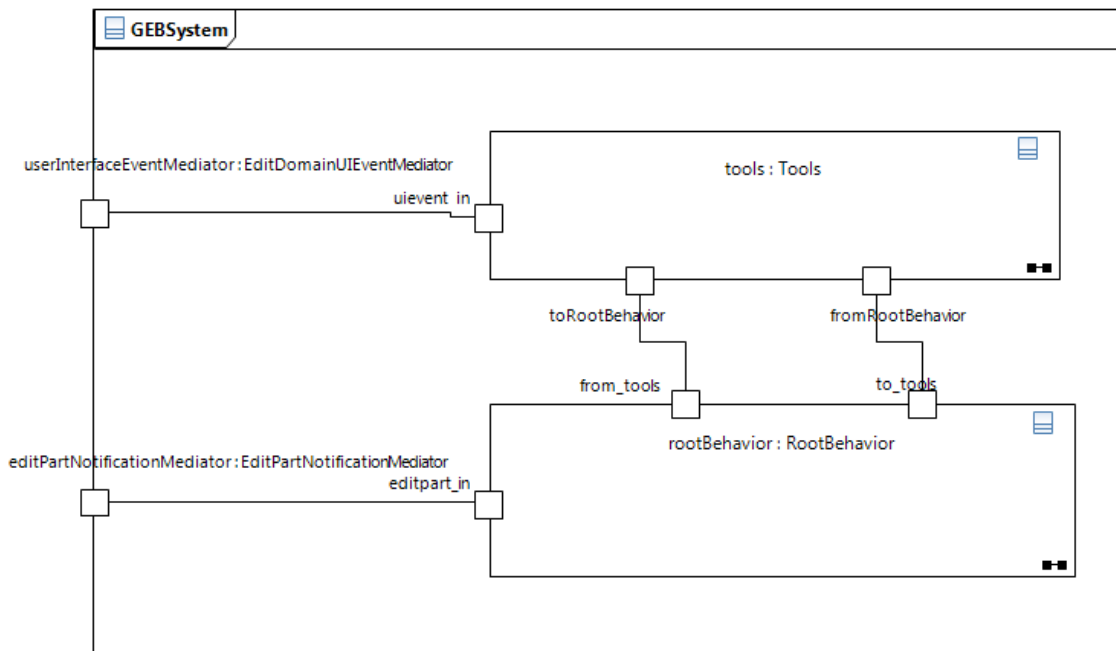 GEBSystem
userInterfaceEventMediator:EditDomainUIEventMediator
tools : Tools
uievent_in
toRootBehavior
fromRootBehavior
from_tools
to_tools
rootBehavior : RootBehavior
editPartNotificationMediator:EditPartNotificationMediator
editpart_in